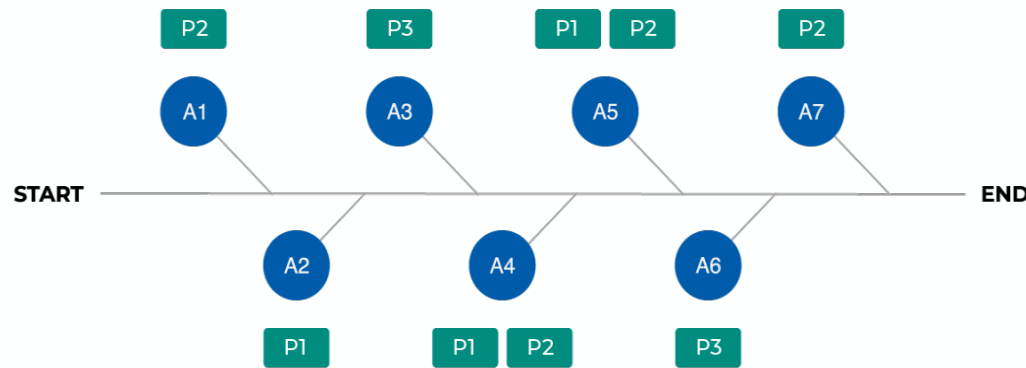 P2 P3 P1 P2 P2
A1 A3 A5 A7
START END
A2 A4 A6
P1 P1 P2 P3